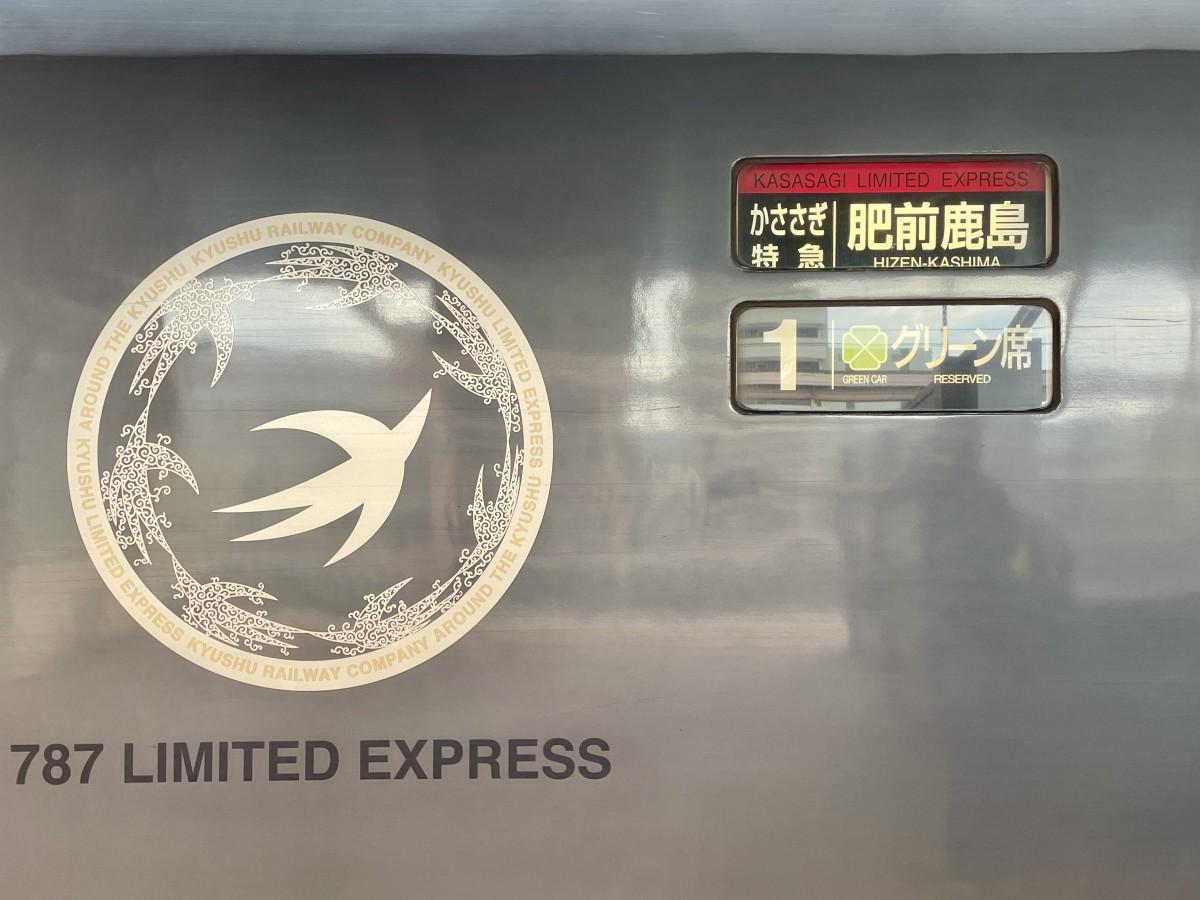 AROUND THE KYUSHU KYUSHU RAILWAY COMPANY KYUSHU LIMITED EXPRESS
AROUND THE KYUSHU KYUSHU RAILWAY COMPANY KYUSHU LIMITED EXPRESS
787 LIMITED EXPRESS
KASASAGI LIMITED EXPRESS
かささぎ
特急
肥前鹿島
HIZEN-KASHIMA
1
グリーン席
GREEN CAR RESERVED